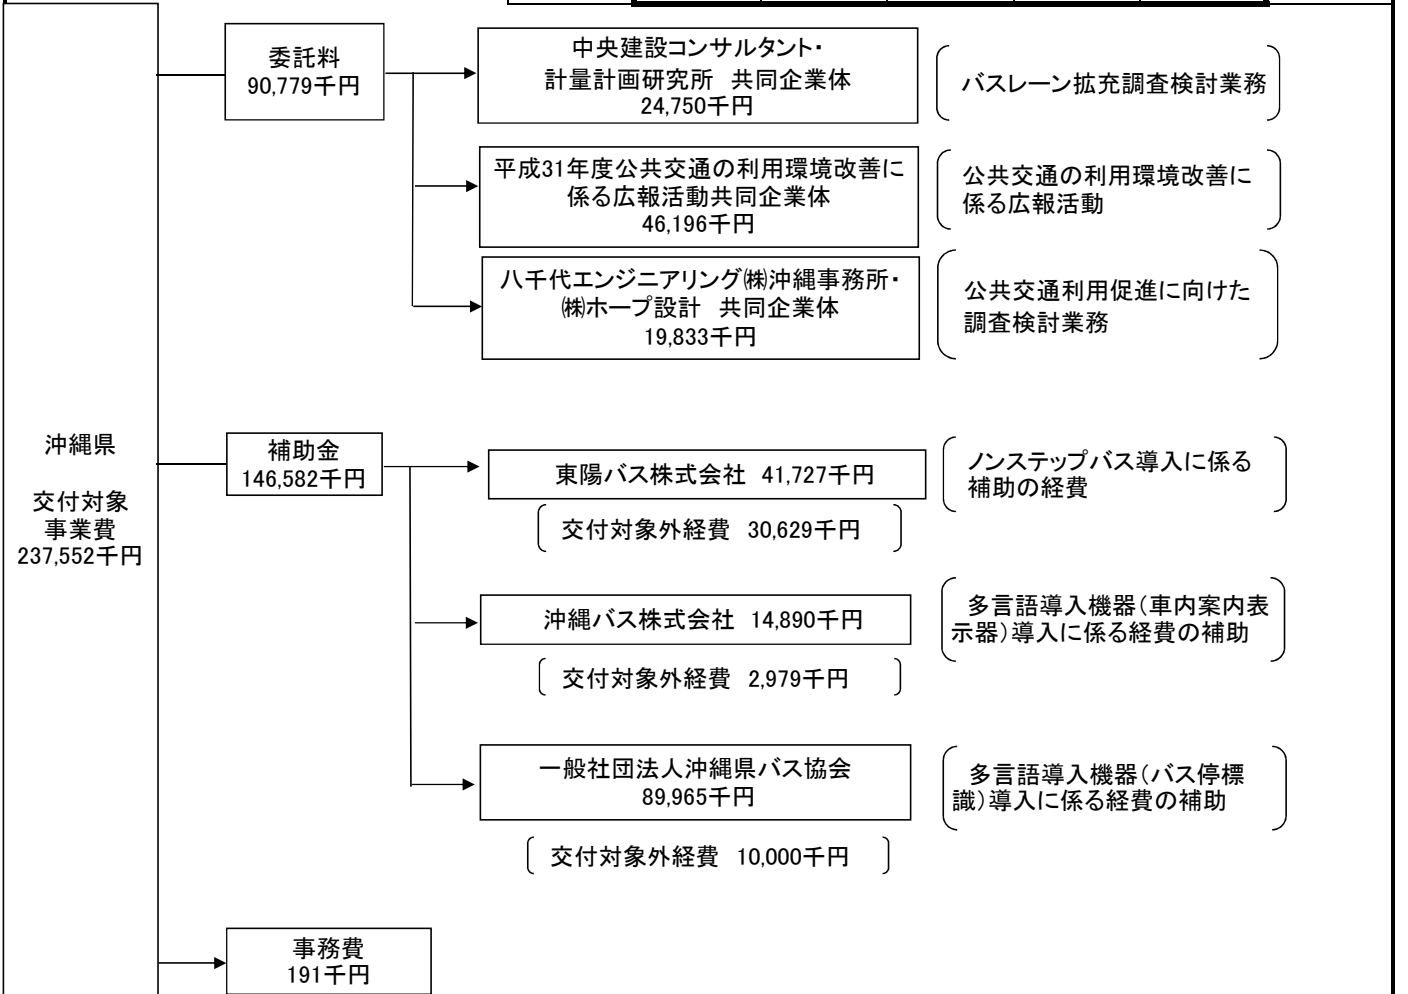 沖縄県
交付対象
事業費
237,552千円
委託料
90,779千円
中央建設コンサルタント・
計量計画研究所　共同企業体
24,750千円
バスレーン拡充調査検討業務
平成31年度公共交通の利用環境改善に
係る広報活動共同企業体
46,196千円
公共交通の利用環境改善に
係る広報活動
八千代エンジニアリング㈱沖縄事務所・
㈱ホープ設計　共同企業体
19,833千円
公共交通利用促進に向けた
調査検討業務
補助金
146,582千円
東陽バス株式会社 41,727千円
ノンステップバス導入に係る
補助の経費
交付対象外経費 30,629千円
沖縄バス株式会社 14,890千円
多言語導入機器（車内案内表
示器）導入に係る経費の補助
交付対象外経費 2,979千円
一般社団法人沖縄県バス協会
89,965千円
多言語導入機器（バス停標
識）導入に係る経費の補助
交付対象外経費 10,000千円
事務費
191千円